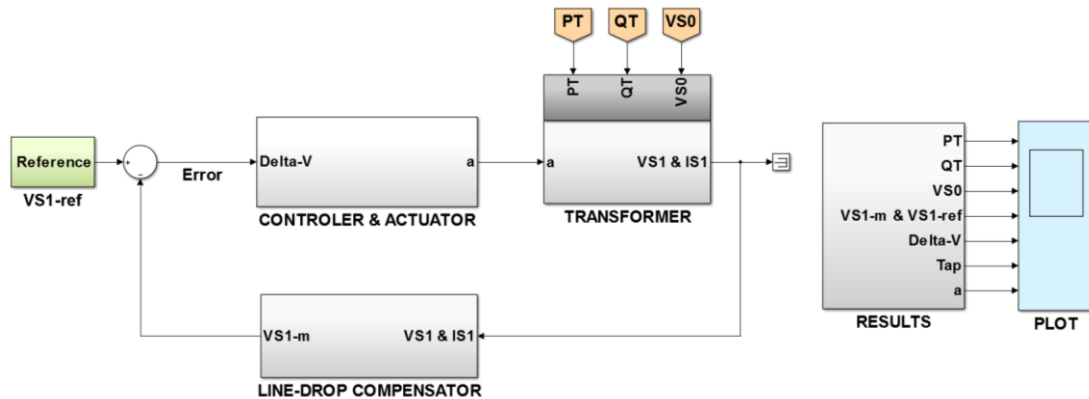 PT QT VS0
PT QT VS0
Reference
VS1-ref
+
−
Error
Delta-V a
CONTROLER & ACTUATOR
a VS1 & IS1
TRANSFORMER
VS1-m VS1 & IS1
LINE-DROP COMPENSATOR
PT
QT
VS0
VS1-m & VS1-ref
Delta-V
Tap
a
RESULTS
PLOT